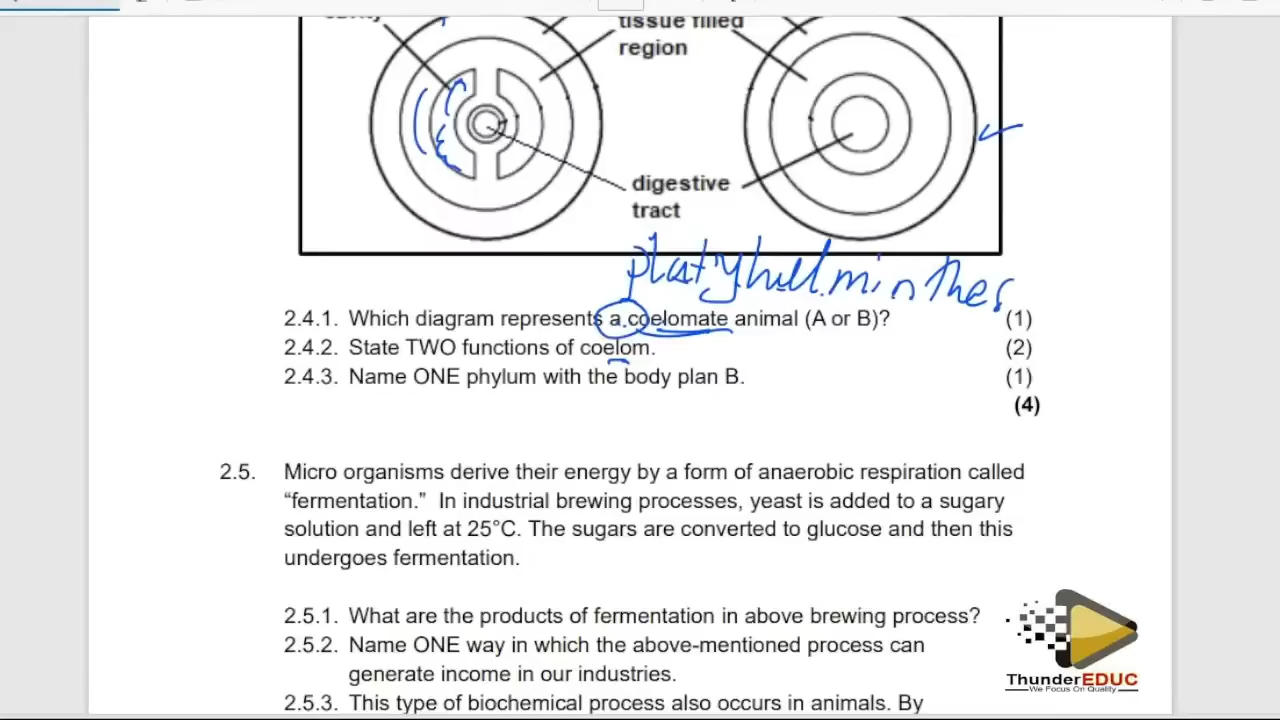 cavity
tissue filled
region
digestive
tract
platyhelminthes
2.4.1. Which diagram represents a coelomate animal (A or B)? (1)
2.4.2. State TWO functions of coelom. (2)
2.4.3. Name ONE phylum with the body plan B. (1)
(4)
2.5. Micro organisms derive their energy by a form of anaerobic respiration called
“fermentation.” In industrial brewing processes, yeast is added to a sugary
solution and left at 25°C. The sugars are converted to glucose and then this
undergoes fermentation.
2.5.1. What are the products of fermentation in above brewing process?
2.5.2. Name ONE way in which the above-mentioned process can
generate income in our industries.
2.5.3. This type of biochemical process also occurs in animals. By
ThunderEDUC
We Focus On Quality